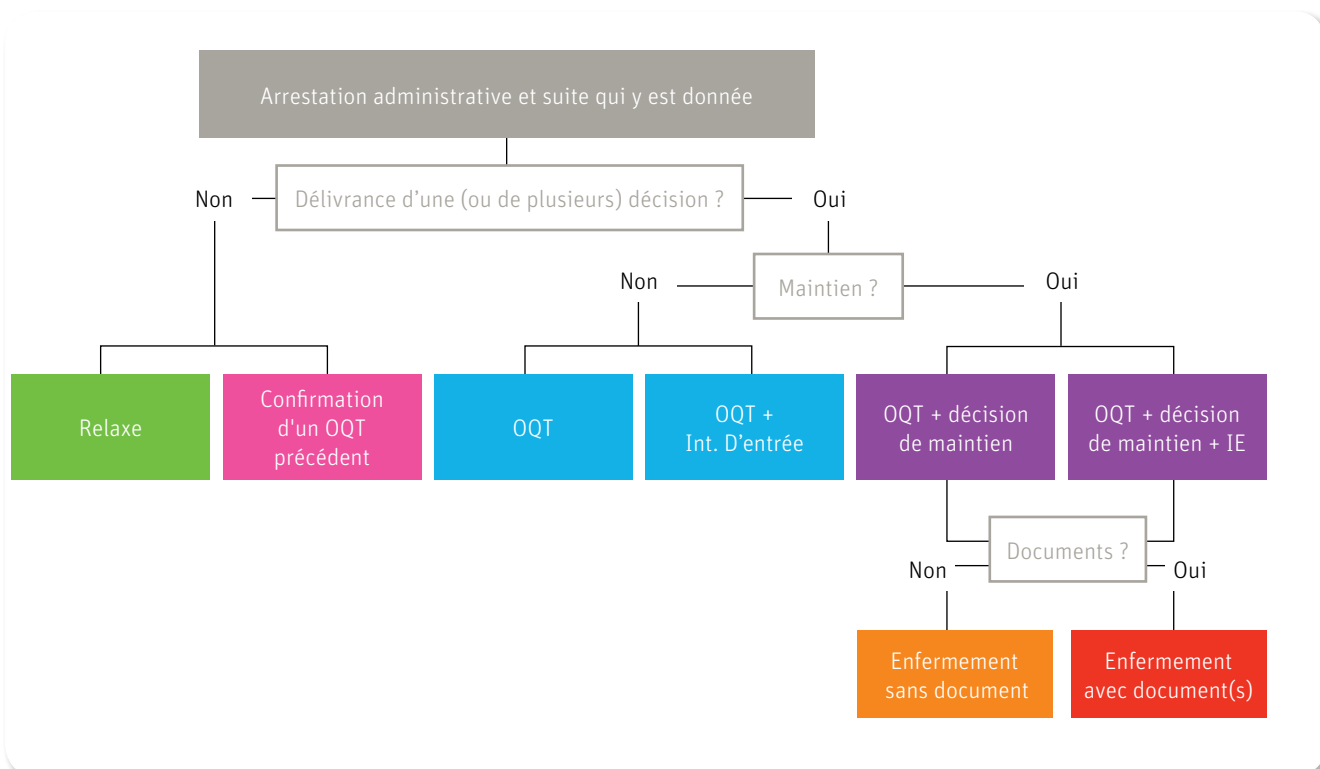 Arrestation administrative et suite qui y est donnée
Non
Délivrance d’une (ou de plusieurs) décision ?
Oui
Non
Maintien ?
Oui
Relaxe
Confirmation
d'un OQT
précédent
OQT
OQT +
Int. D’entrée
OQT + décision
de maintien
OQT + décision
de maintien + IE
Documents ?
Non
Oui
Enfermement
sans document
Enfermement
avec document(s)